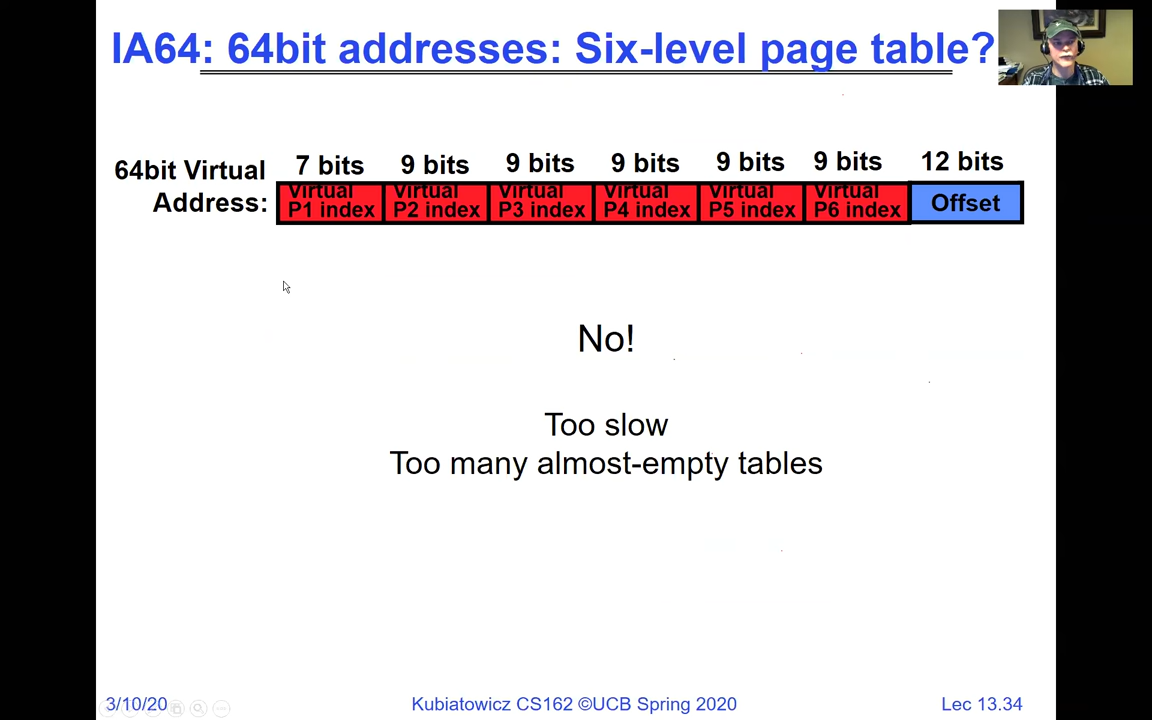 IA64: 64bit addresses: Six-level page table?
64bit Virtual Address:
7 bits 9 bits 9 bits 9 bits 9 bits 9 bits 12 bits
Virtual P1 index
Virtual P2 index
Virtual P3 index
Virtual P4 index
Virtual P5 index
Virtual P6 index
Offset
No!
Too slow
Too many almost-empty tables
3/10/20 Kubiatowicz CS162 ©UCB Spring 2020 Lec 13.34